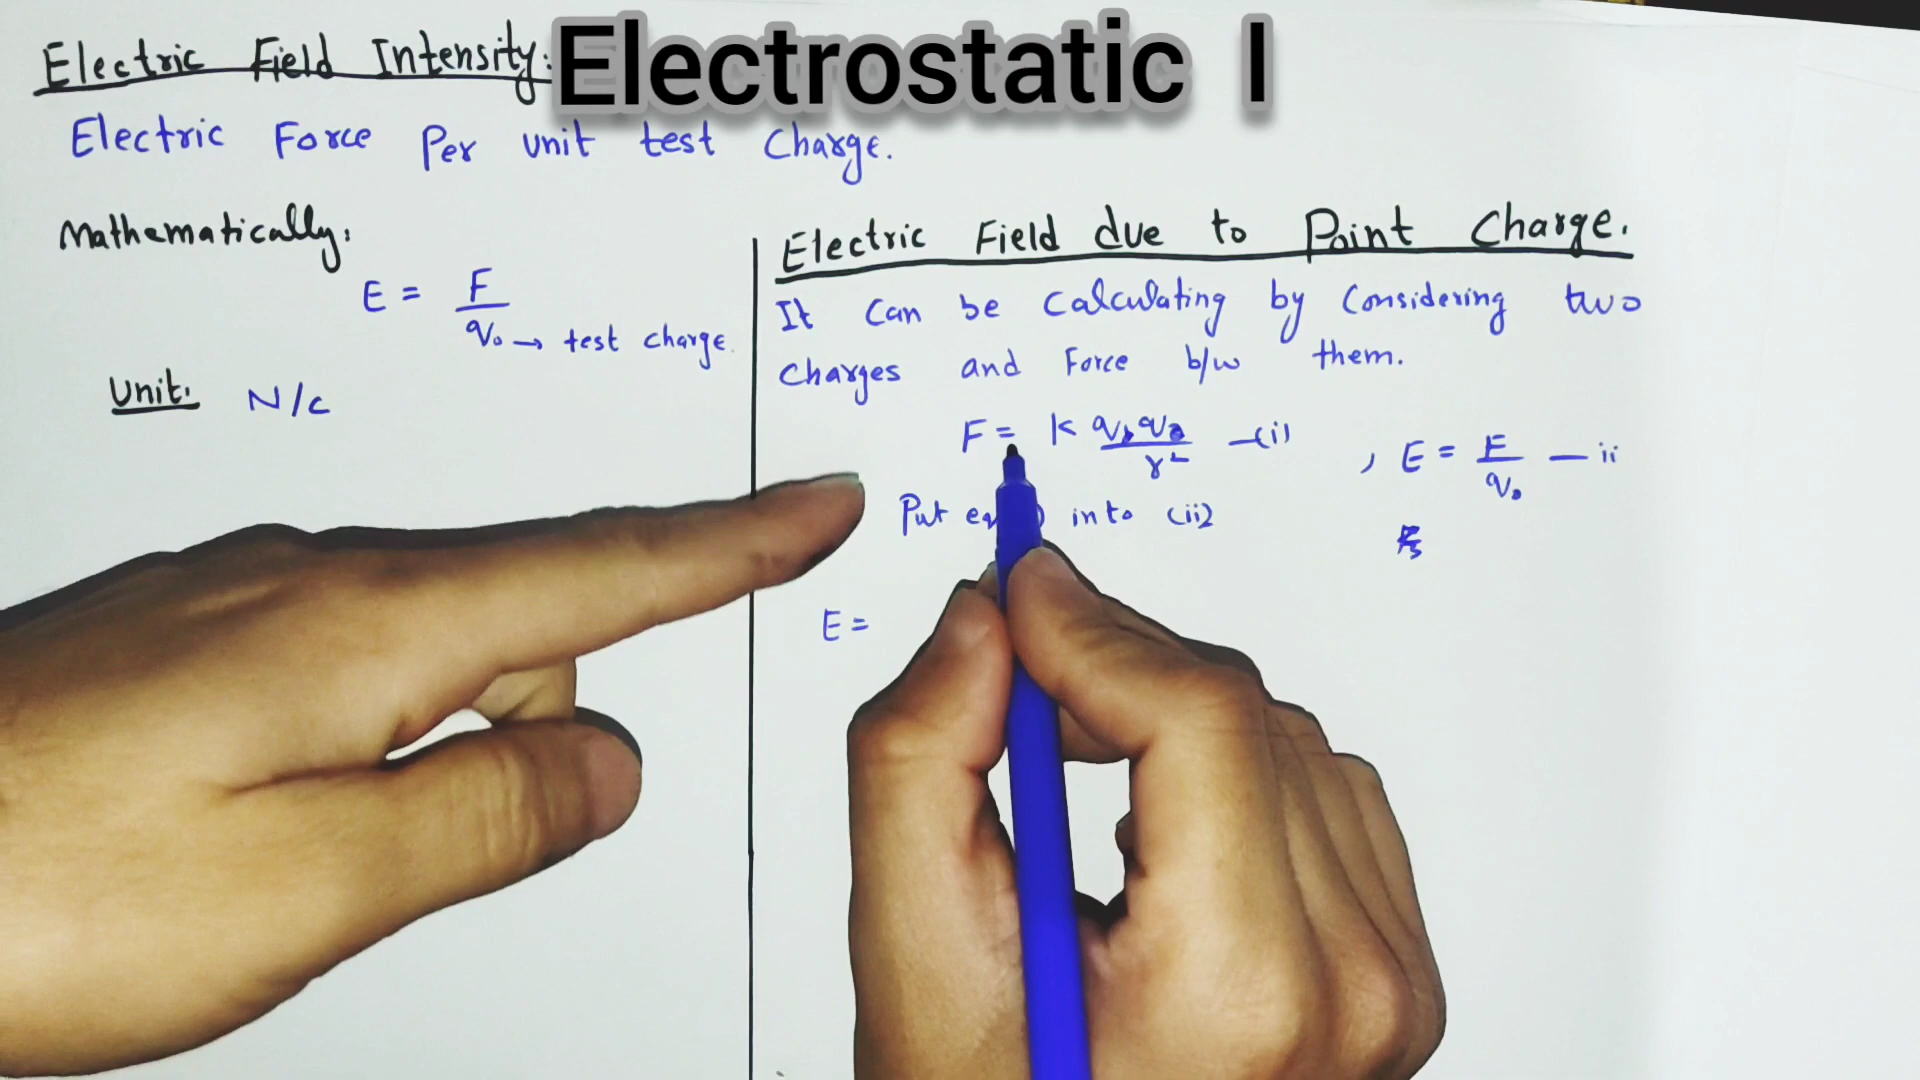 Electrostatic I
Electric Field Intensity:
Electric Force Per unit test Charge.
Mathematically:
E = F/q₀ → test charge
Unit. N/C
Electric Field due to Point Charge.
It Can be Calculating by Considering two
Charges and Force b/w them.
F = K q q₀/r² —(i)
, E = F/q₀ — ii
Put into (ii)
E =